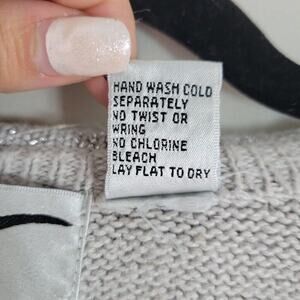 HAND WASH COLD
SEPARATELY
NO TWIST OR
WRING
NO CHLORINE
BLEACH
LAY FLAT TO DRY